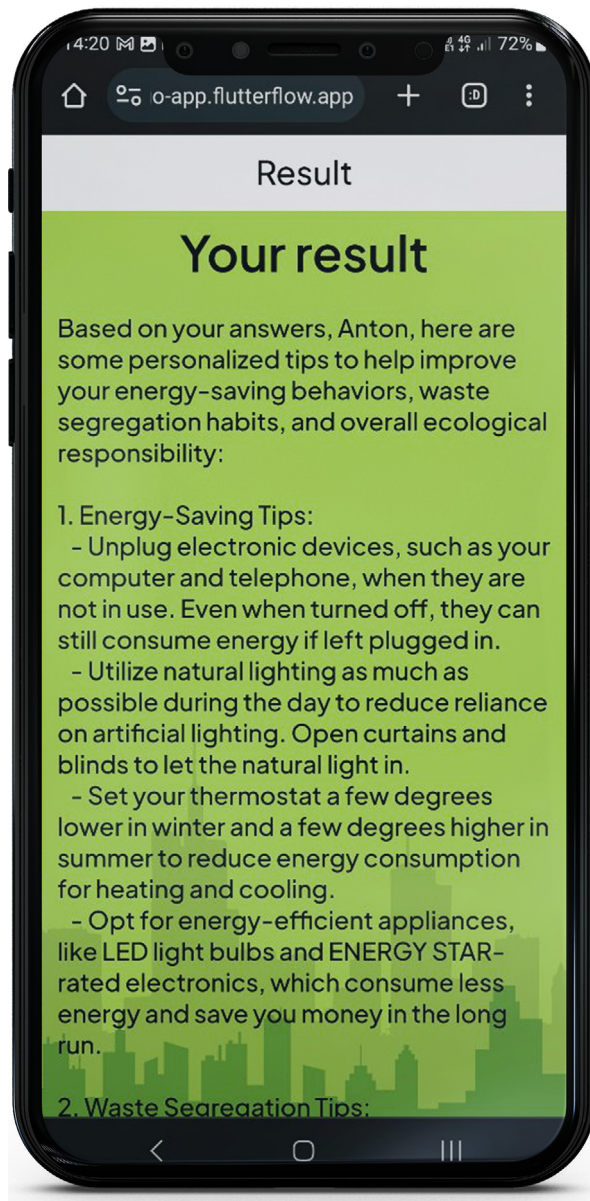 14:20
4G
72%
o-app.flutterflow.app
:D
Result
Your result
Based on your answers, Anton, here are
some personalized tips to help improve
your energy-saving behaviors, waste
segregation habits, and overall ecological
responsibility:
1. Energy-Saving Tips:
- Unplug electronic devices, such as your
computer and telephone, when they are
not in use. Even when turned off, they can
still consume energy if left plugged in.
- Utilize natural lighting as much as
possible during the day to reduce reliance
on artificial lighting. Open curtains and
blinds to let the natural light in.
- Set your thermostat a few degrees
lower in winter and a few degrees higher in
summer to reduce energy consumption
for heating and cooling.
- Opt for energy-efficient appliances,
like LED light bulbs and ENERGY STAR-
rated electronics, which consume less
energy and save you money in the long
run.
2. Waste Segregation Tips: